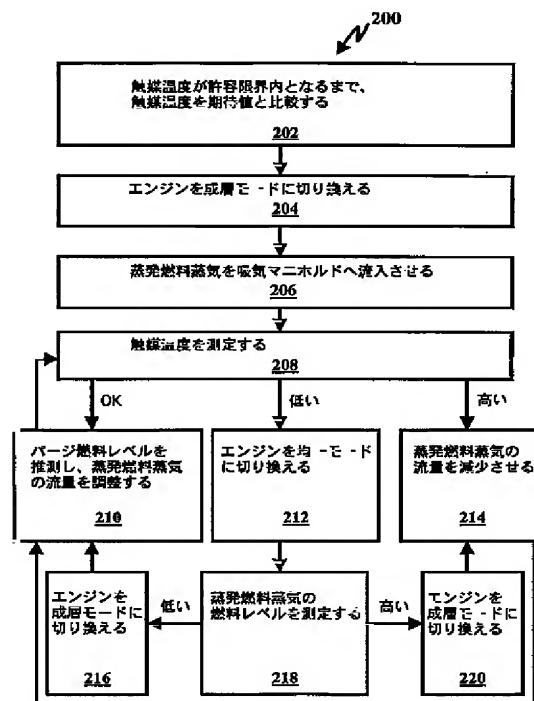 200
触媒温度が許容限界内となるまで、
触媒温度を期待値と比較する
202
エンジンを成層モードに切り換える
204
蒸発燃料蒸気を吸気マニホルドへ流入させる
206
触媒温度を測定する
208
OK
低い
高い
パージ燃料レベルを
推測し、蒸発燃料蒸気
の流量を調整する
210
エンジンを均一モード
に切り換える
212
蒸発燃料蒸気の
流量を減少させる
214
エンジンを
成層モードに
切り換える
216
低い
蒸発燃料蒸気の
燃料レベルを測定する
218
高い
エンジンを
成層モードに
切り換える
220